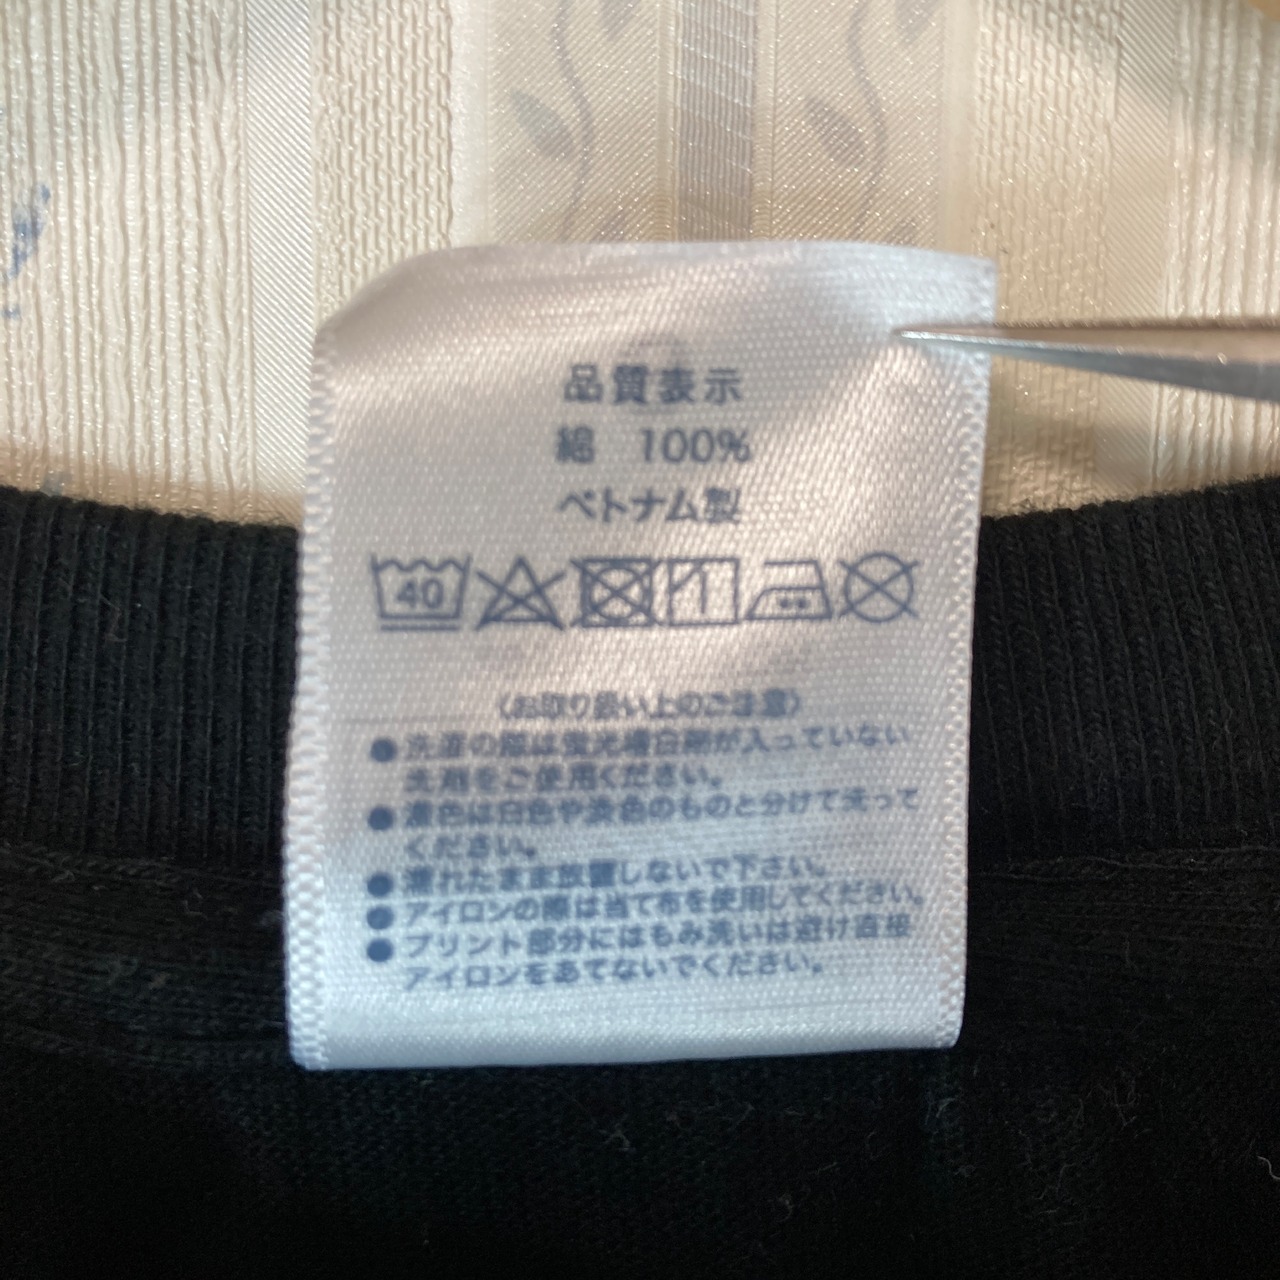 品質表示
綿 100%
ベトナム製
40
〈お取り扱い上のご注意〉
●洗濯の際は蛍光増白剤が入っていない
洗剤をご使用ください。
●濃色は白色や淡色のものと分けて洗って
ください。
●濡れたまま放置しないで下さい。
●アイロンの際は当て布を使用してください。
●プリント部分にはもみ洗いは避け直接
アイロンをあてないでください。